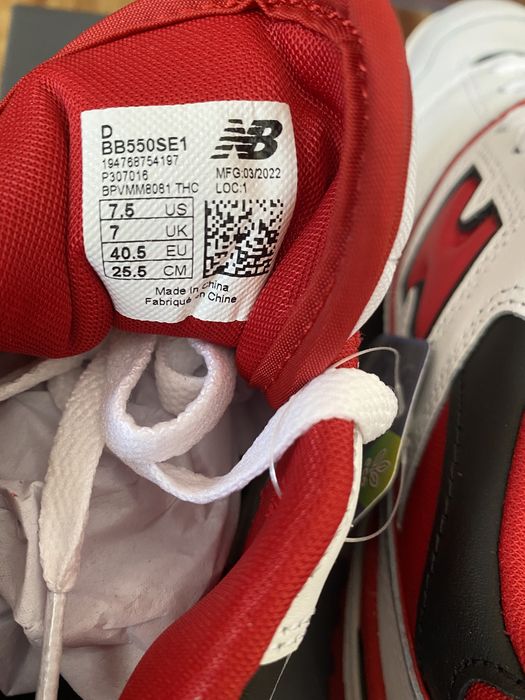 D
BB550SE1
194768754197
P307016
BPVMM8081 THC
NB
MFG:03/2022
LOC:1
7.5 US
7 UK
40.5 EU
25.5 CM
Made in China
Fabriqué en Chine